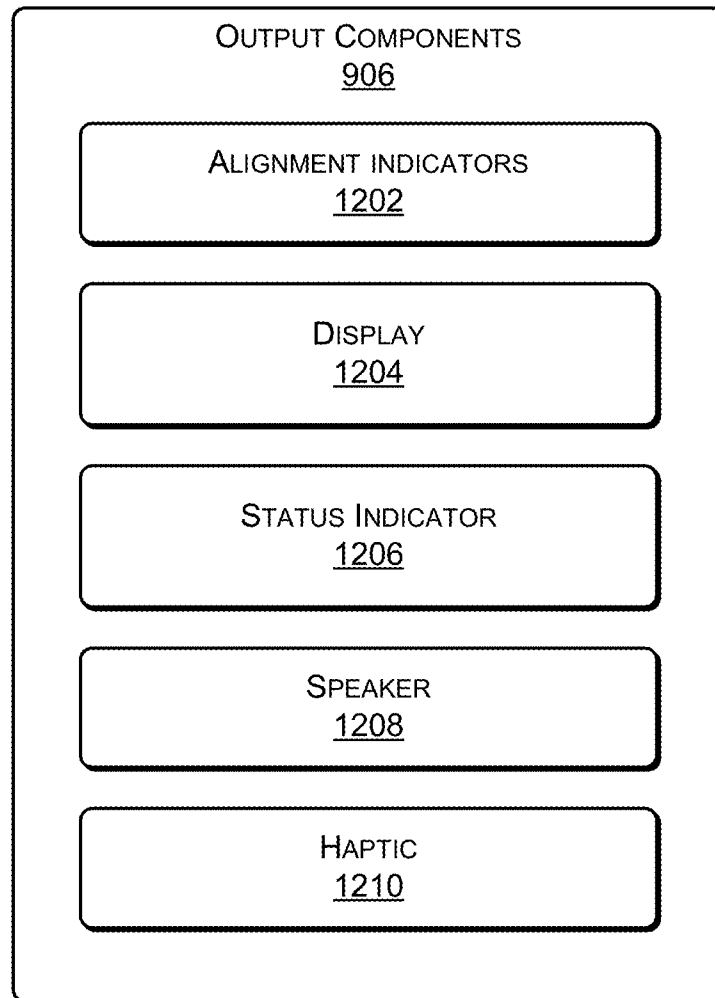 OUTPUT COMPONENTS
906
ALIGNMENT INDICATORS
1202
DISPLAY
1204
STATUS INDICATOR
1206
SPEAKER
1208
HAPTIC
1210